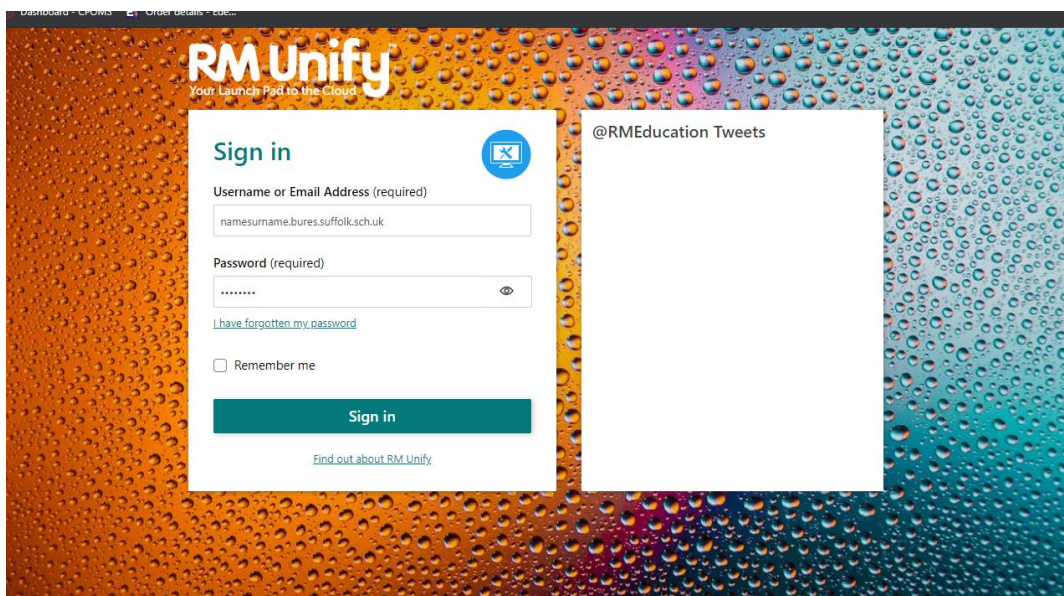 Dashboard - CPOMS E Order details - Ede...
RM Unify
Your Launch Pad to the Cloud
Sign in
Username or Email Address (required)
namesurname.bures.suffolk.sch.uk
Password (required)
........
I have forgotten my password
Remember me
Sign in
Find out about RM Unify
@RMEducation Tweets